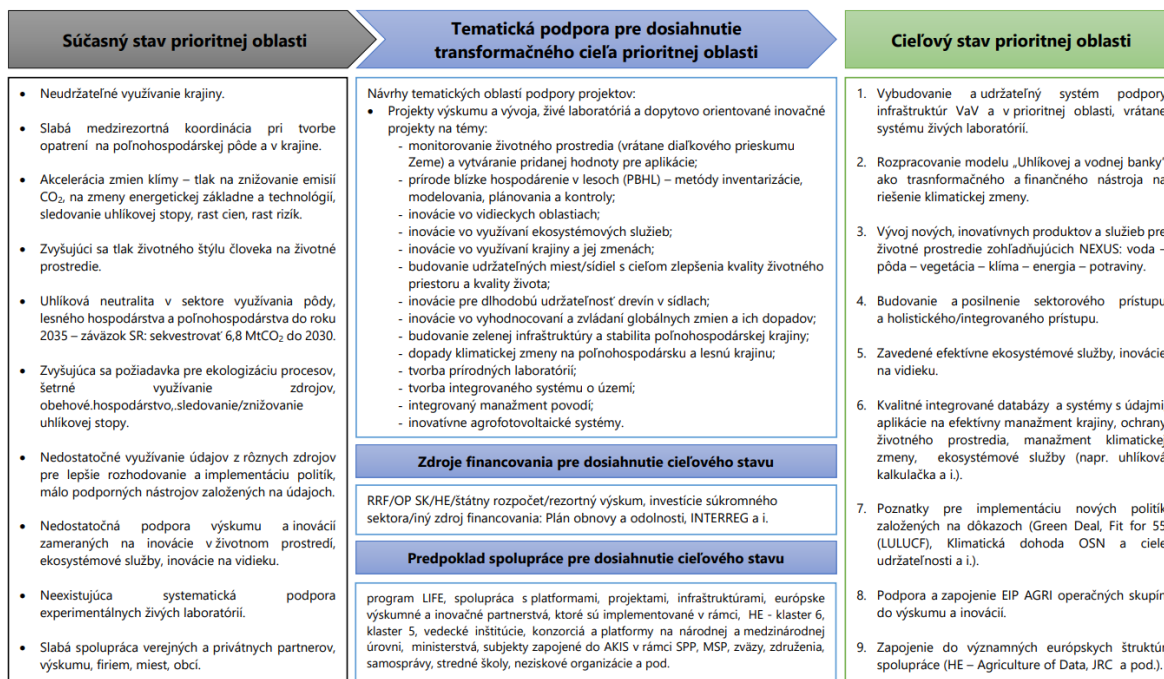 Súčasný stav prioritnej oblasti
Tematická podpora pre dosiahnutie
transformačného cieľa prioritnej oblasti
Cieľový stav prioritnej oblasti
• Neudržateľné využívanie krajiny.
• Slabá medzirezortná koordinácia pri tvorbe
opatrení na poľnohospodárskej pôde a v krajine.
• Akcelerácia zmien klímy – tlak na znižovanie emisií
CO₂, na zmeny energetickej základne a technológií,
sledovanie uhlíkovej stopy, rast cien, rast rizík.
• Zvyšujúci sa tlak životného štýlu človeka na životné
prostredie.
• Uhlíková neutralita v sektore využívania pôdy,
lesného hospodárstva a poľnohospodárstva do roku
2035 – záväzok SR: sekvestrovať 6,8 MtCO₂ do 2030.
• Zvyšujúca sa požiadavka pre ekologizáciu procesov,
šetrné využívanie zdrojov,
obehové.hospodárstvo,.sledovanie/znižovanie
uhlíkovej stopy.
• Nedostatočné využívanie údajov z rôznych zdrojov
pre lepšie rozhodovanie a implementáciu politík,
málo podporných nástrojov založených na údajoch.
• Nedostatočná podpora výskumu a inovácií
zameraných na inovácie v životnom prostredí,
ekosystémové služby, inovácie na vidieku.
• Neexistujúca systematická podpora
experimentálnych živých laboratórií.
• Slabá spolupráca verejných a privátnych partnerov,
výskumu, firiem, miest, obcí.
Návrhy tematických oblastí podpory projektov:
• Projekty výskumu a vývoja, živé laboratóriá a dopytovo orientované inovačné
projekty na témy:
- monitorovanie životného prostredia (vrátane diaľkového prieskumu
Zeme) a vytváranie pridanej hodnoty pre aplikácie;
- prírode blízke hospodárenie v lesoch (PBHL) – metódy inventarizácie,
modelovania, plánovania a kontroly;
- inovácie vo vidieckych oblastiach;
- inovácie vo využívaní ekosystémových služieb;
- inovácie vo využívaní krajiny a jej zmenách;
- budovanie udržateľných miest/sídiel s cieľom zlepšenia kvality životného
priestoru a kvality života;
- inovácie pre dlhodobú udržateľnosť drevín v sídlach;
- inovácie vo vyhodnocovaní a zvládaní globálnych zmien a ich dopadov;
- budovanie zelenej infraštruktúry a stabilita poľnohospodárskej krajiny;
- dopady klimatickej zmeny na poľnohospodársku a lesnú krajinu;
- tvorba prírodných laboratórií;
- tvorba integrovaného systému o území;
- integrovaný manažment povodí;
- inovatívne agrofotovoltaické systémy.
Zdroje financovania pre dosiahnutie cieľového stavu
RRF/OP SK/HE/štátny rozpočet/rezortný výskum, investície súkromného
sektora/iný zdroj financovania: Plán obnovy a odolnosti, INTERREG a i.
Predpoklad spolupráce pre dosiahnutie cieľového stavu
program LIFE, spolupráca s platformami, projektami, infraštruktúrami, európske
výskumné a inovačné partnerstvá, ktoré sú implementované v rámci, HE - klaster 6,
klaster 5, vedecké inštitúcie, konzorciá a platformy na národnej a medzinárodnej
úrovni, ministerstvá, subjekty zapojené do AKIS v rámci SPP, MSP, zväzy, združenia,
samosprávy, stredné školy, neziskové organizácie a pod.
1. Vybudovanie a udržateľný systém podpory
infraštruktúr VaV a v prioritnej oblasti, vrátane
systému živých laboratórií.
2. Rozpracovanie modelu „Uhlíkovej a vodnej banky"
ako trasnformačného a finančného nástroja na
riešenie klimatickej zmeny.
3. Vývoj nových, inovatívnych produktov a služieb pre
životné prostredie zohľadňujúcich NEXUS: voda –
pôda – vegetácia – klíma – energia – potraviny.
4. Budovanie a posilnenie sektorového prístupu
a holistického/integrovaného prístupu.
5. Zavedené efektívne ekosystémové služby, inovácie
na vidieku.
6. Kvalitné integrované databázy a systémy s údajmi
aplikácie na efektívny manažment krajiny, ochrany
životného prostredia, manažment klimatickej
zmeny, ekosystémové služby (napr. uhlíková
kalkulačka a i.).
7. Poznatky pre implementáciu nových politík
založených na dôkazoch (Green Deal, Fit for 55
(LULUCF), Klimatická dohoda OSN a ciele
udržateľnosti a i.).
8. Podpora a zapojenie EIP AGRI operačných skupín
do výskumu a inovácií.
9. Zapojenie do významných európskych štruktúr
spolupráce (HE – Agriculture of Data, JRC a pod.).